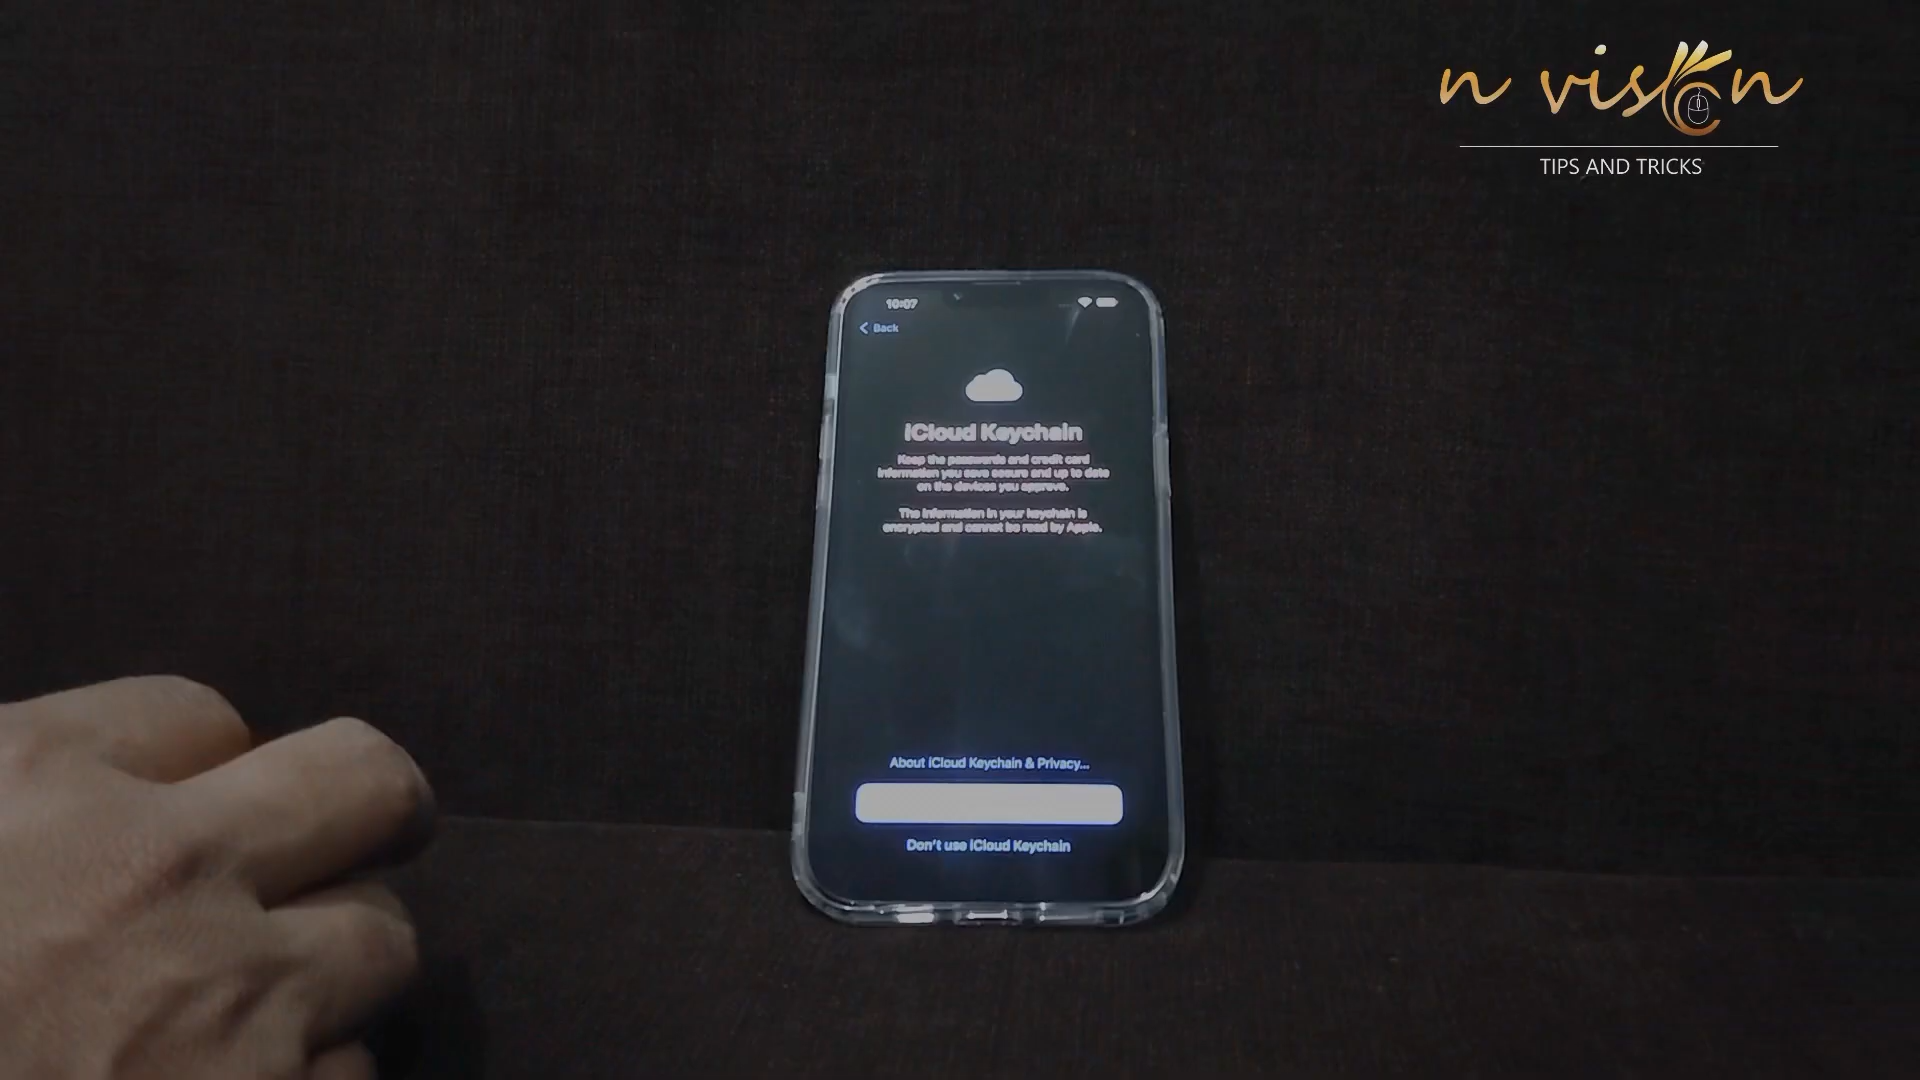 n vision
TIPS AND TRICKS
10:07
Back
iCloud Keychain
Keep the passwords and credit card
information you save secure and up to date
on the devices you approve.
The information in your keychain is
encrypted and cannot be read by Apple.
About iCloud Keychain & Privacy...
Don't use iCloud Keychain